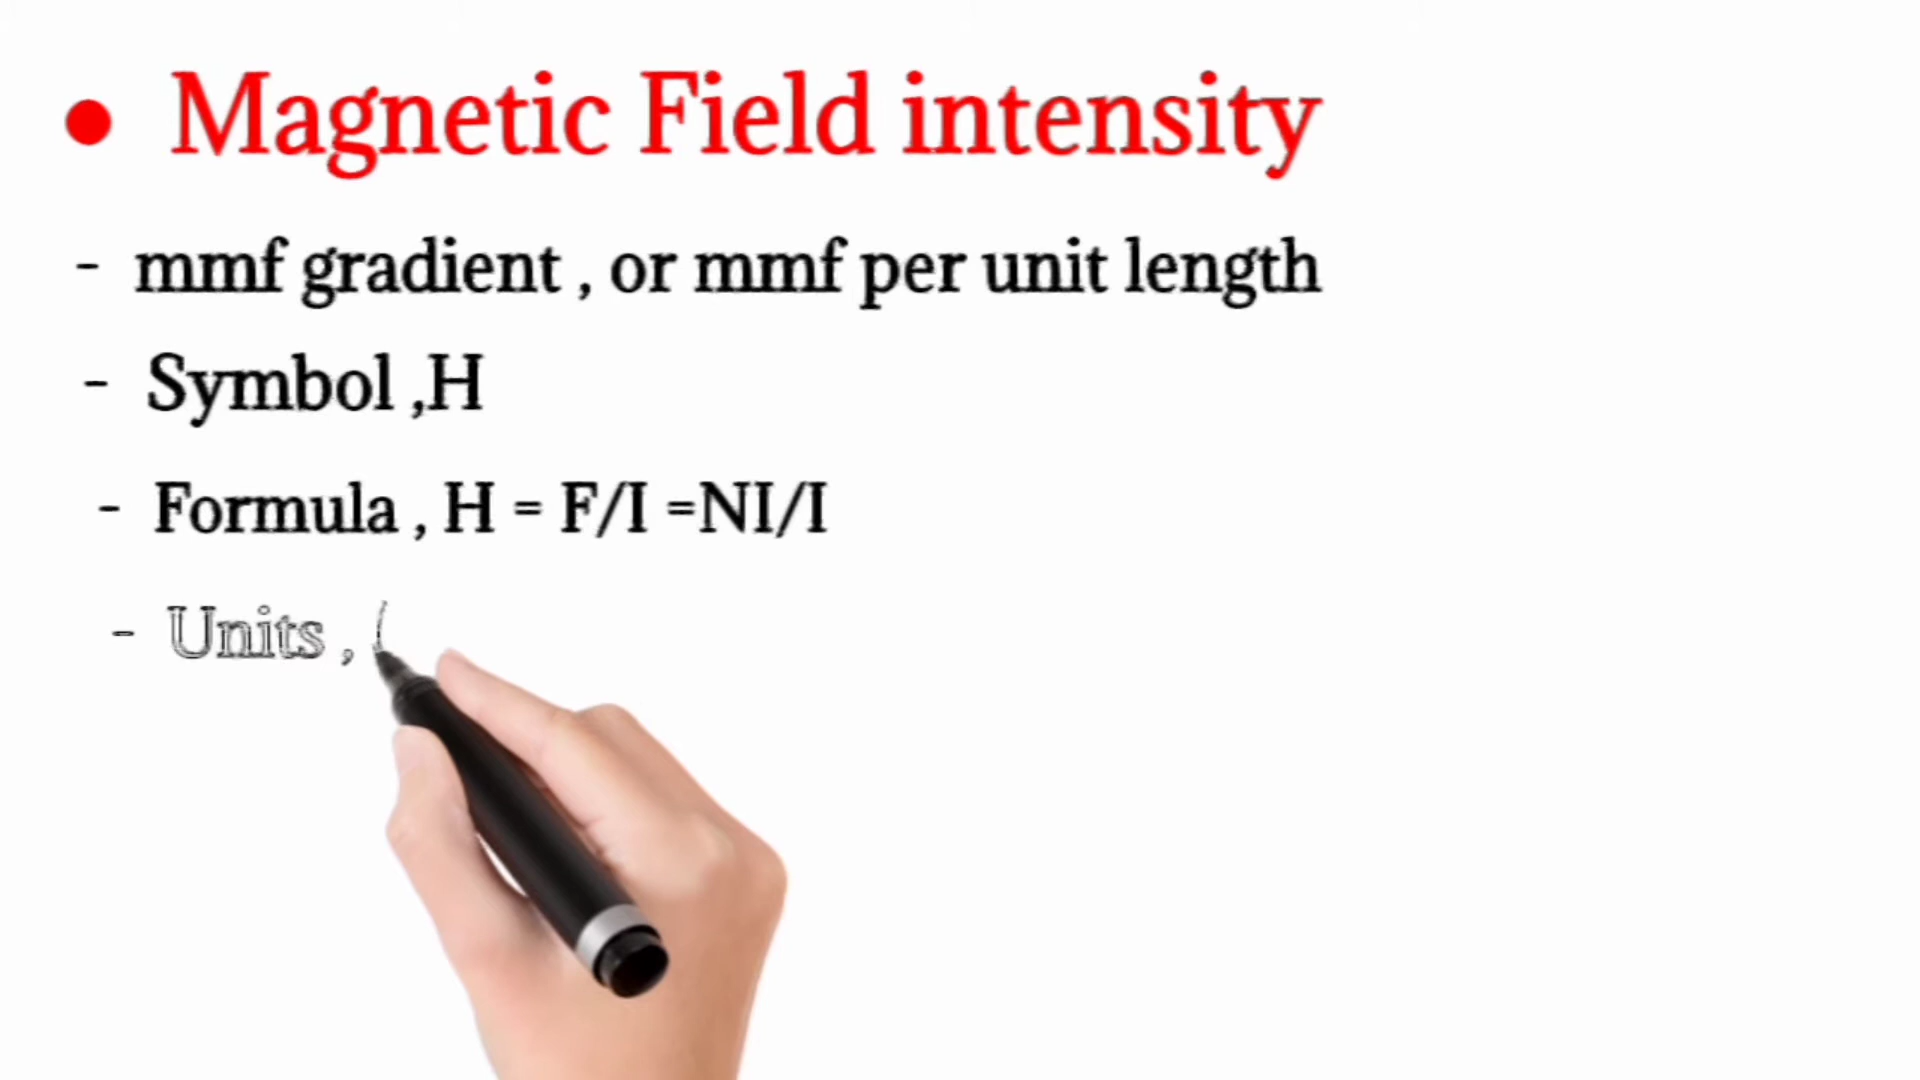 • Magnetic Field intensity
- mmf gradient , or mmf per unit length
- Symbol ,H
- Formula , H = F/I =NI/I
- Units , (